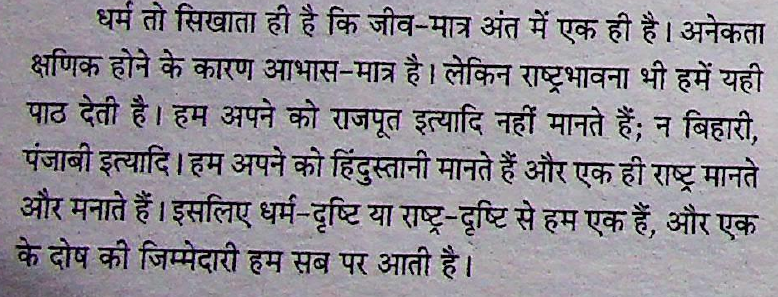 धर्म तो सिखाता ही है कि जीव-मात्र अंत में एक ही है। अनेकता
क्षणिक होने के कारण आभास-मात्र है। लेकिन राष्ट्रभावना भी हमें यही
पाठ देती है। हम अपने को राजपूत इत्यादि नहीं मानते हैं; न बिहारी,
पंजाबी इत्यादि। हम अपने को हिंदुस्तानी मानते हैं और एक ही राष्ट्र मानते
और मनाते हैं। इसलिए धर्म-दृष्टि या राष्ट्र-दृष्टि से हम एक हैं, और एक
के दोष की जिम्मेदारी हम सब पर आती है।